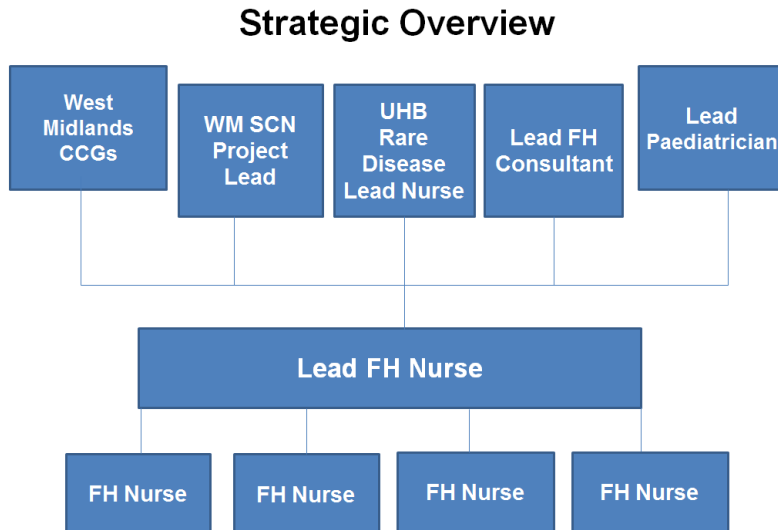 Strategic Overview
West
Midlands
CCGs
WM SCN
Project
Lead
UHB
Rare
Disease
Lead Nurse
Lead FH
Consultant
Lead
Paediatrician
Lead FH Nurse
FH Nurse
FH Nurse
FH Nurse
FH Nurse